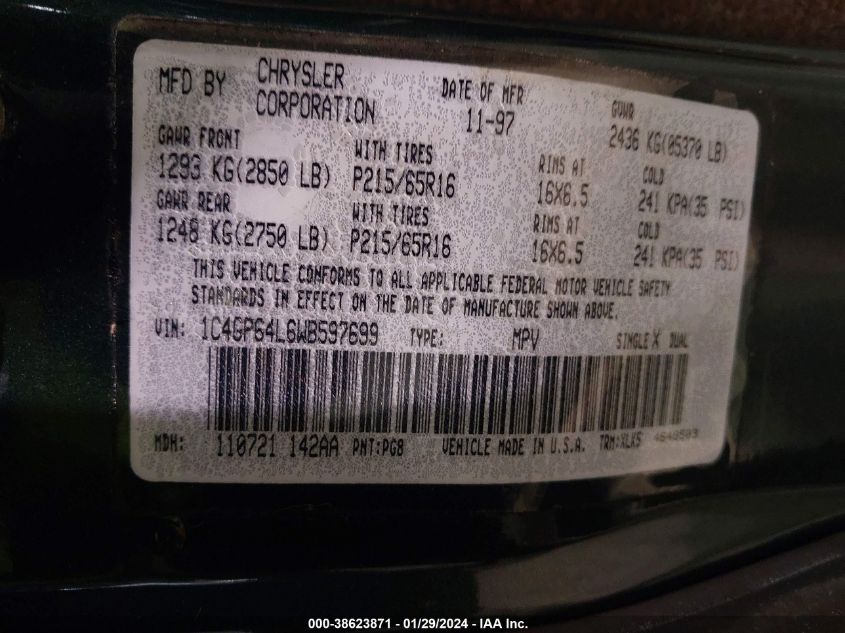 MFD BY CHRYSLER CORPORATION DATE OF MFR 11-97 GVWR 2436 KG(05370 LB)
GAWR FRONT WITH TIRES RIMS AT COLD
1293 KG(2850 LB) P215/65R16 16X6.5 241 KPA(35 PSI)
GAWR REAR WITH TIRES RIMS AT COLD
1248 KG(2750 LB) P215/65R16 16X6.5 241 KPA(35 PSI)
THIS VEHICLE CONFORMS TO ALL APPLICABLE FEDERAL MOTOR VEHICLE SAFETY
STANDARDS IN EFFECT ON THE DATE OF MANUFACTURE SHOWN ABOVE.
VIN: 1C4GP64L6WB597699 TYPE: MPV SINGLE X DUAL
MDH: 110721 142AA PNT:PG8 VEHICLE MADE IN U.S.A. TRM:XLK5
000-38623871 - 01/29/2024 - IAA Inc.